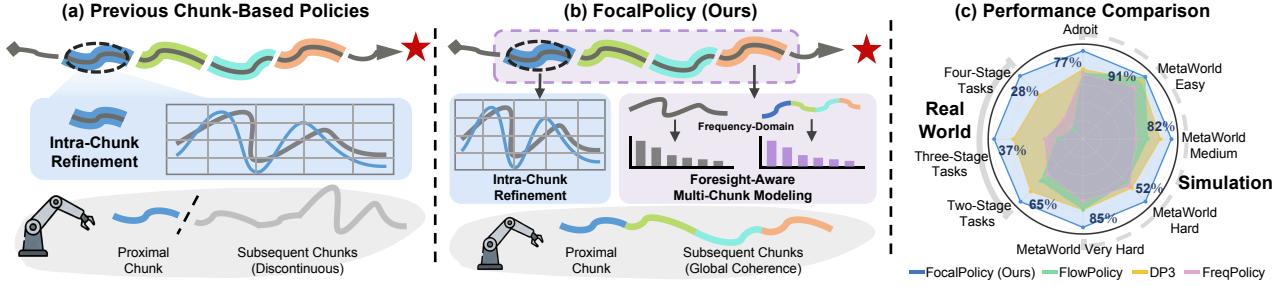 (a) Previous Chunk-Based Policies
Intra-Chunk
Refinement
Proximal
Chunk
Subsequent Chunks
(Discontinuous)
(b) FocalPolicy (Ours)
Intra-Chunk
Refinement
Frequency-Domain
Foresight-Aware
Multi-Chunk Modeling
Proximal
Chunk
Subsequent Chunks
(Global Coherence)
(c) Performance Comparison
Adroit
77%
MetaWorld
Easy
91%
MetaWorld
Medium
82%
Simulation
MetaWorld
Hard
52%
MetaWorld Very Hard
85%
Two-Stage
Tasks
65%
Three-Stage
Tasks
37%
Real
World
Four-Stage
Tasks
28%
FocalPolicy (Ours)
FlowPolicy
DP3
FreqPolicy